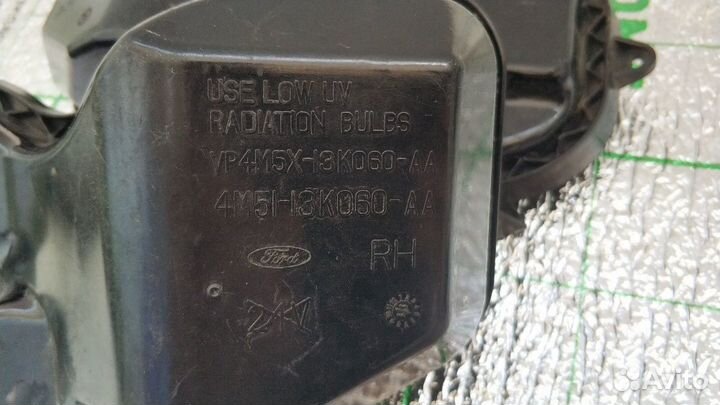 USE LOW UV
RADIATION BULBS
VP4M5X-13K060-AA
4M51-13K060-AA
Ford
RH
Avito